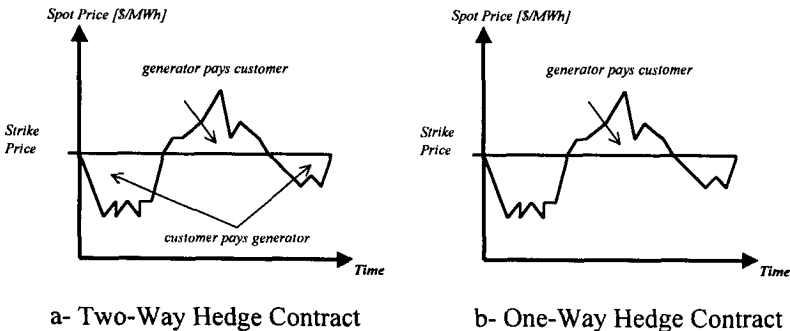 Spot Price [$/MWh]
generator pays customer
Strike
Price
customer pays generator
Time
a- Two-Way Hedge Contract
Spot Price [$/MWh]
generator pays customer
Strike
Price
Time
b- One-Way Hedge Contract